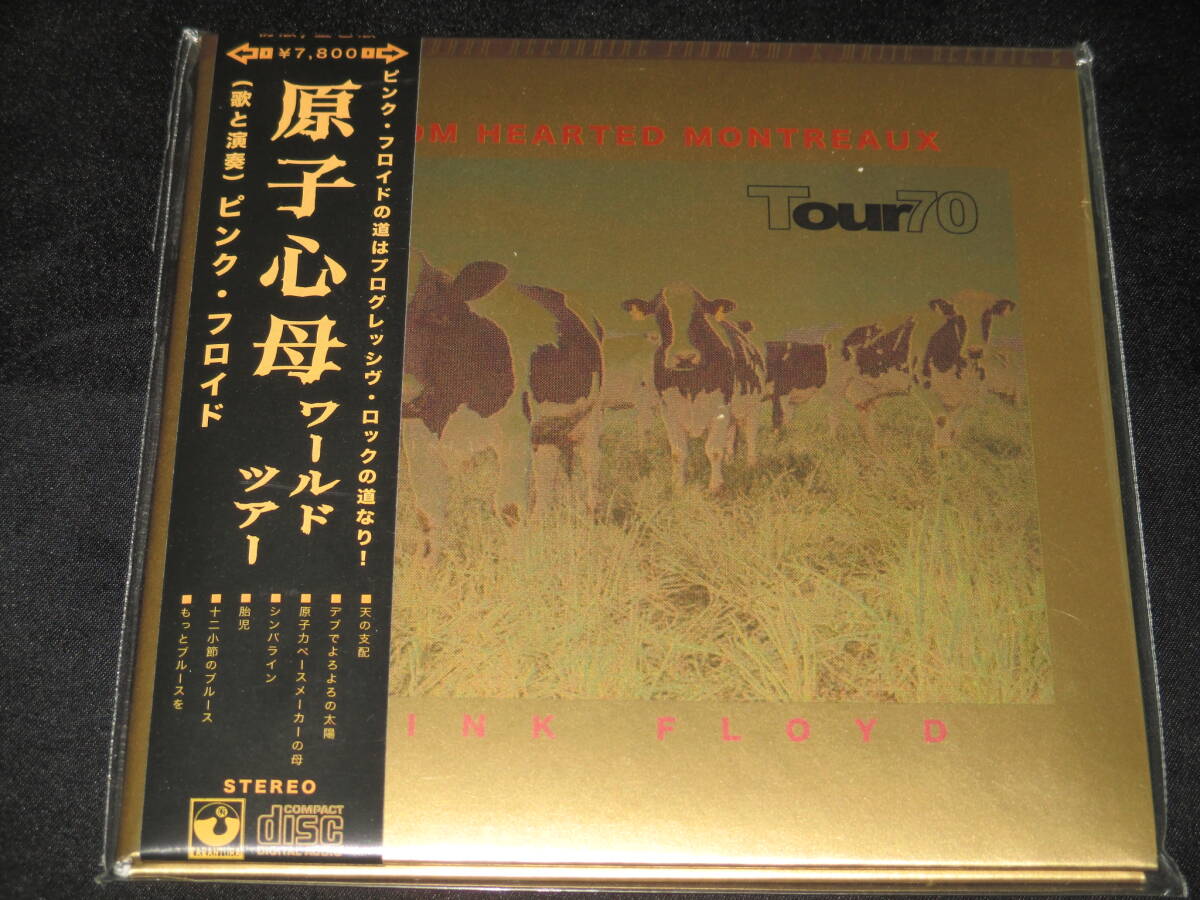 ¥7,800
ピンク・フロイドの道はプログレッシヴ・ロックの道なり!
原子心母
ワールド
ツアー
(歌と演奏)ピンク・フロイド
■天の支配
■デブでよろよろの太陽
■原子力ペースメーカーの母
■シンバライン
■胎児
■十二小節のブルース
■もっとブルースを
STEREO
TARANTURA
COMPACT
disc
DIGITAL AUDIO
OM HEARTED MONTREAUX
Tour70
INK FLOYD